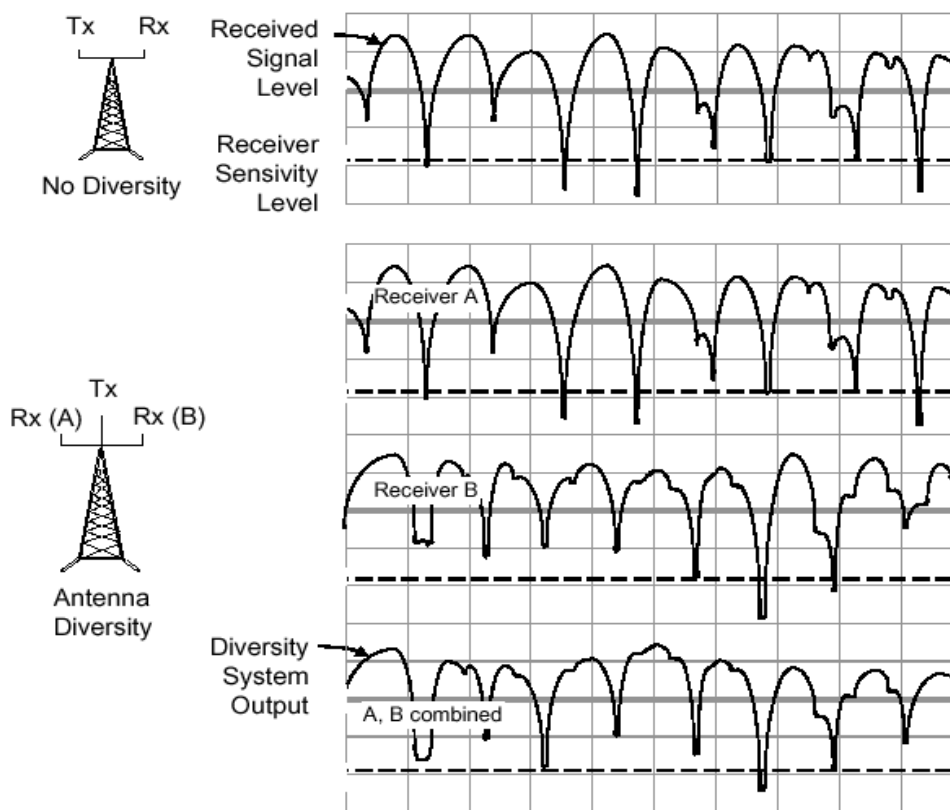 Tx Rx
No Diversity
Received
Signal
Level
Receiver
Sensivity
Level
Receiver A
Tx
Rx (A) Rx (B)
Antenna
Diversity
Receiver B
Diversity
System
Output
A, B combined